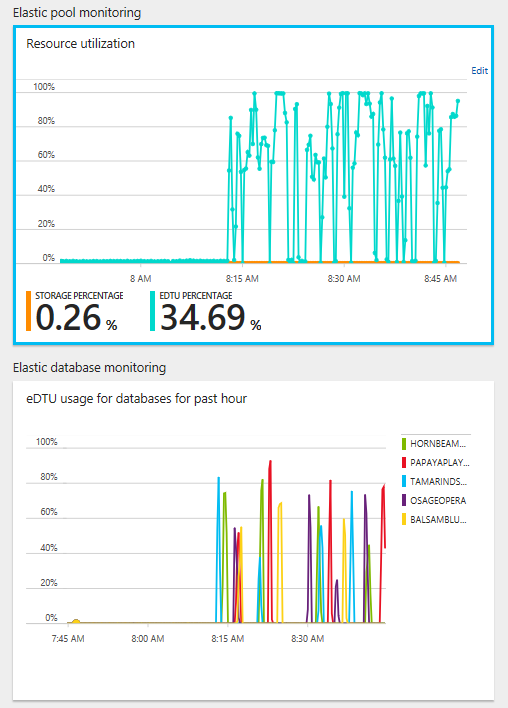 Elastic pool monitoring
Resource utilization
Edit
100%
80%
60%
40%
20%
0%
8 AM 8:15 AM 8:30 AM 8:45 AM
STORAGE PERCENTAGE
0.26 %
EDTU PERCENTAGE
34.69 %
Elastic database monitoring
eDTU usage for databases for past hour
100%
80%
60%
40%
20%
0%
7:45 AM 8:00 AM 8:15 AM 8:30 AM
HORNBEAM...
PAPAYAPLAY...
TAMARINDS...
OSAGEOPERA
BALSAMBLU...